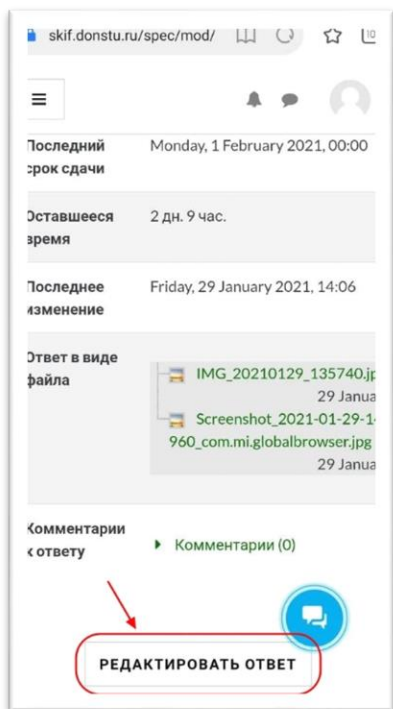 skif.donstu.ru/spec/mod/
10
Последний Monday, 1 February 2021, 00:00
срок сдачи
Оставшееся 2 дн. 9 час.
время
Последнее Friday, 29 January 2021, 14:06
изменение
Ответ в виде
файла
IMG_20210129_135740.jp
29 Janua
Screenshot_2021-01-29-1
960_com.mi.globalbrowser.jpg
29 Janua
Комментарии
к ответу
Комментарии (0)
РЕДАКТИРОВАТЬ ОТВЕТ